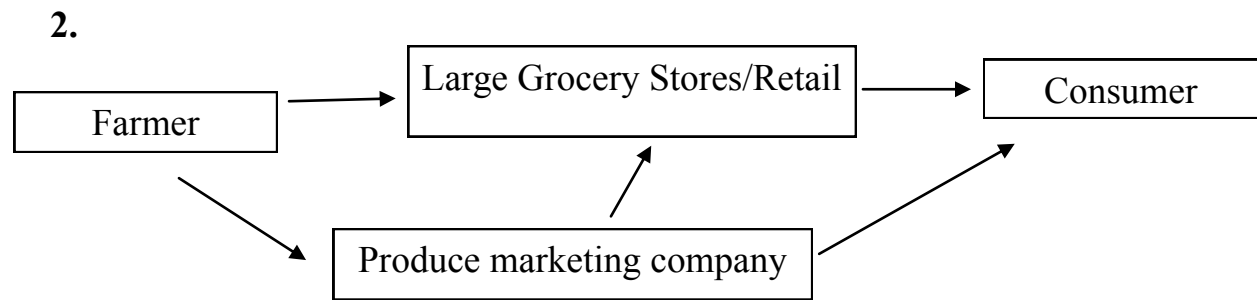 2.
Large Grocery Stores/Retail
Consumer
Farmer
Produce marketing company